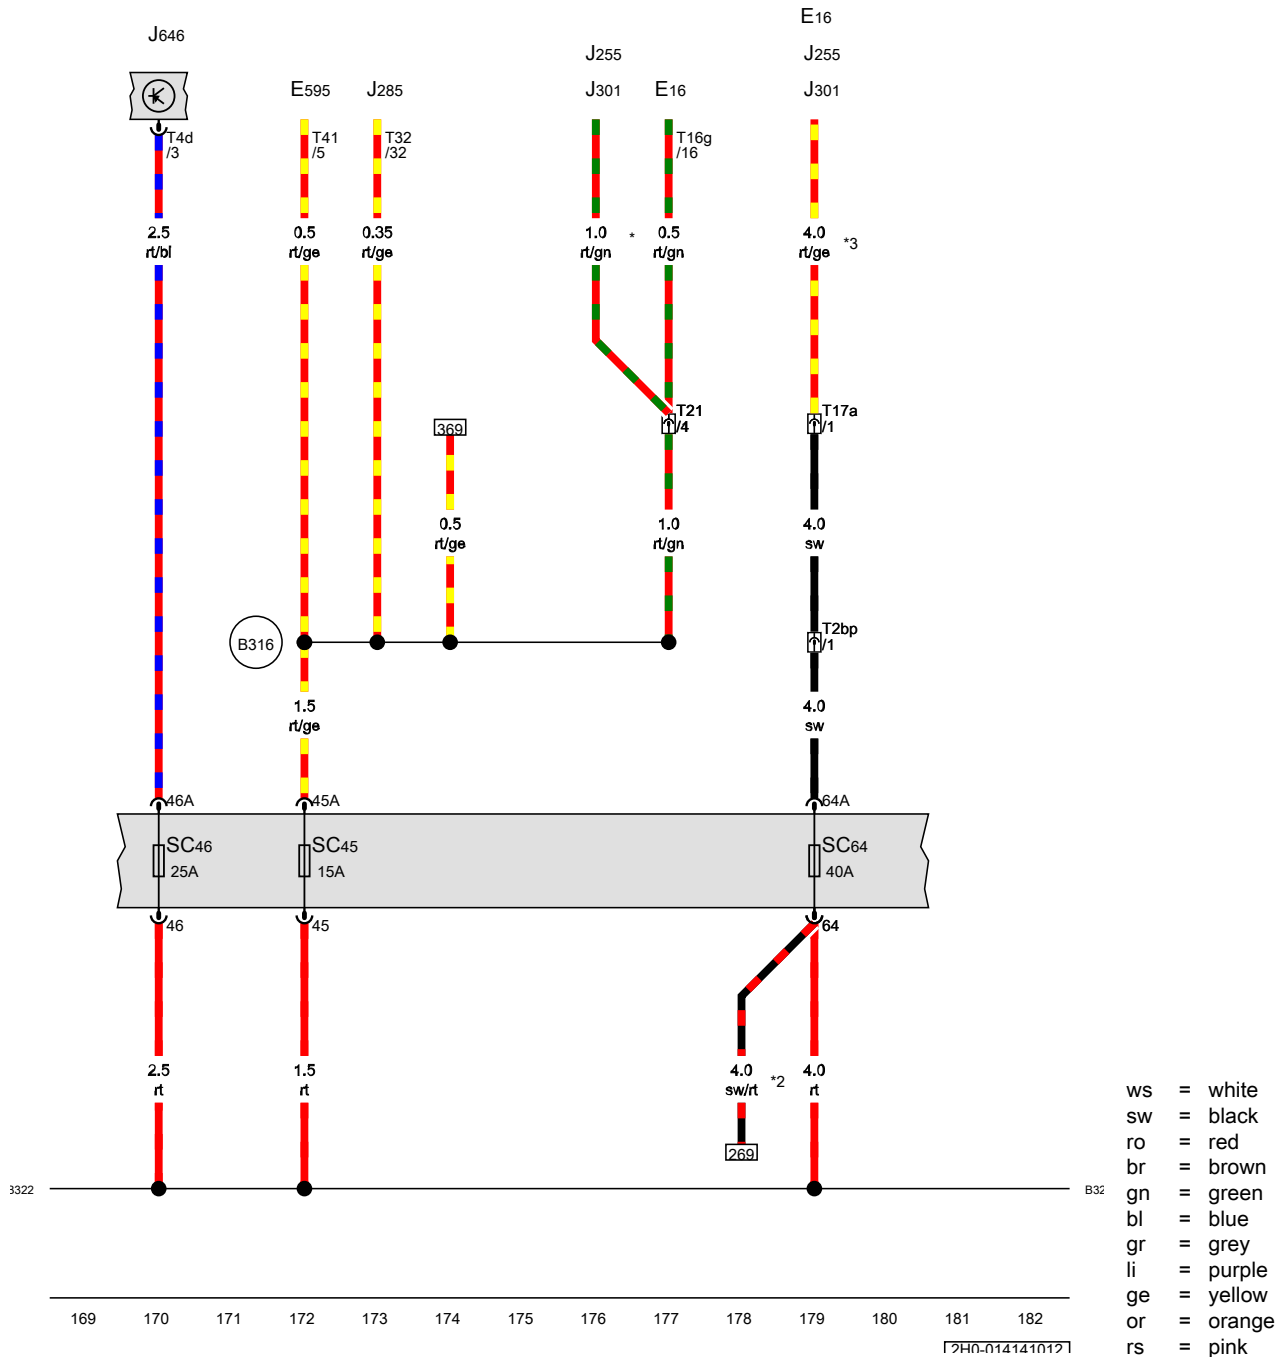 E16
J646
J255
J255
E595
J285
J301
E16
J301
T4d
/3
T41
/5
T32
/32
T16g
/16
2.5
rt/bl
0.5
rt/ge
0.35
rt/ge
1.0
rt/gn
*
0.5
rt/gn
4.0
rt/ge
*3
369
T21
/4
T17a
/1
0.5
rt/ge
1.0
rt/gn
4.0
sw
B316
T2bp
/1
1.5
rt/ge
4.0
sw
46A
45A
64A
SC46
25A
SC45
15A
SC64
40A
46
45
64
2.5
rt
1.5
rt
4.0
sw/rt
*2
4.0
rt
269
B322
B32
169 170 171 172 173 174 175 176 177 178 179 180 181 182
2H0-014141012
ws = white
sw = black
ro = red
br = brown
gn = green
bl = blue
gr = grey
li = purple
ge = yellow
or = orange
rs = pink